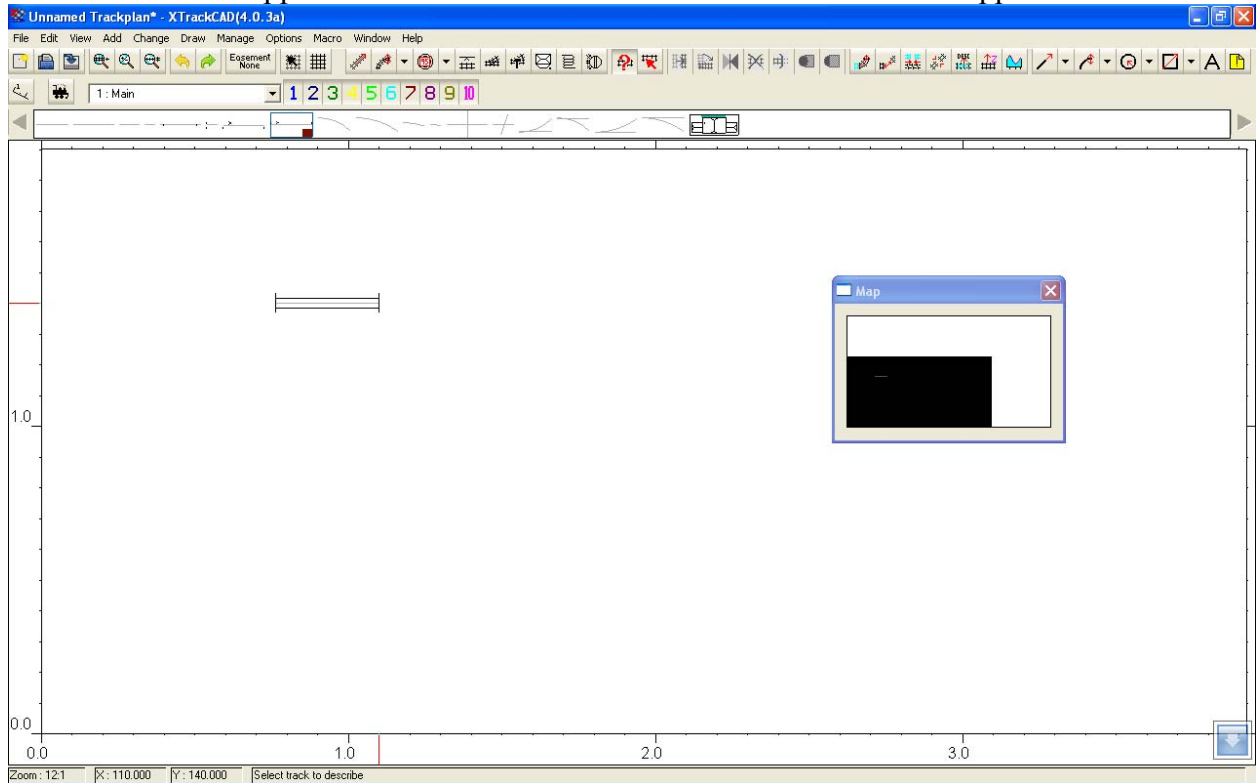 Unnamed Trackplan* - XTrackCAD(4.0.3a)
File Edit View Add Change Draw Manage Options Macro Window Help
Easement
None
1 : Main 1 2 3 4 5 6 7 8 9 10
Map
1.0
0.0
0.0 1.0 2.0 3.0
Zoom : 12:1 X : 110.000 Y : 140.000 Select track to describe